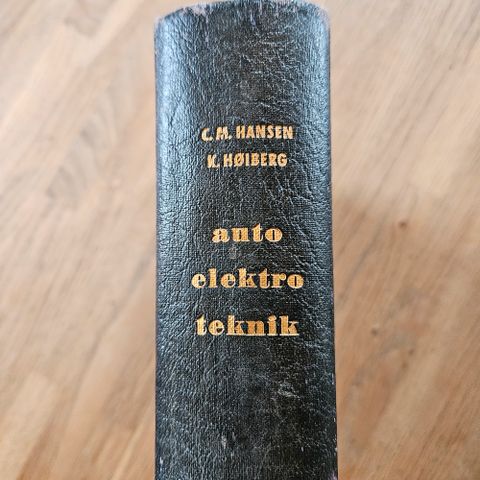 C. M. HANSEN
K. HØIBERG
auto
elektro
teknik